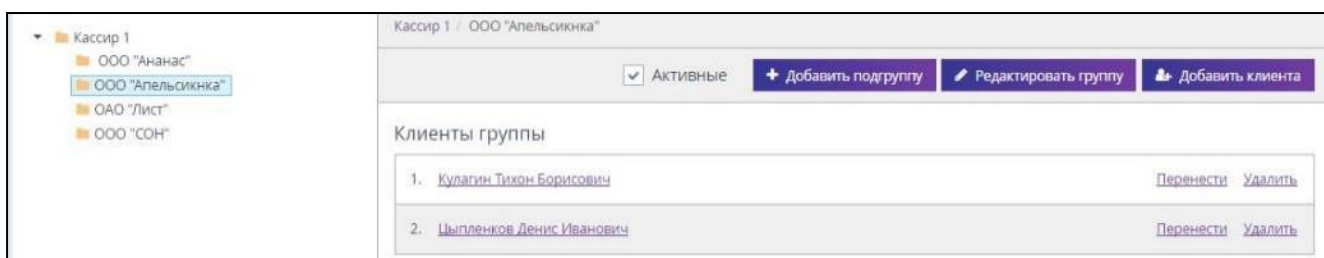 Кассир 1
ООО "Ананас"
ООО "Апельсикнка"
ОАО "Лист"
ООО "СОН"
Кассир 1 / ООО "Апельсикнка"
Активные Добавить подгруппу Редактировать группу Добавить клиента
Клиенты группы
1. Кулагин Тихон Борисович Перенести Удалить
2. Цыпленков Денис Иванович Перенести Удалить